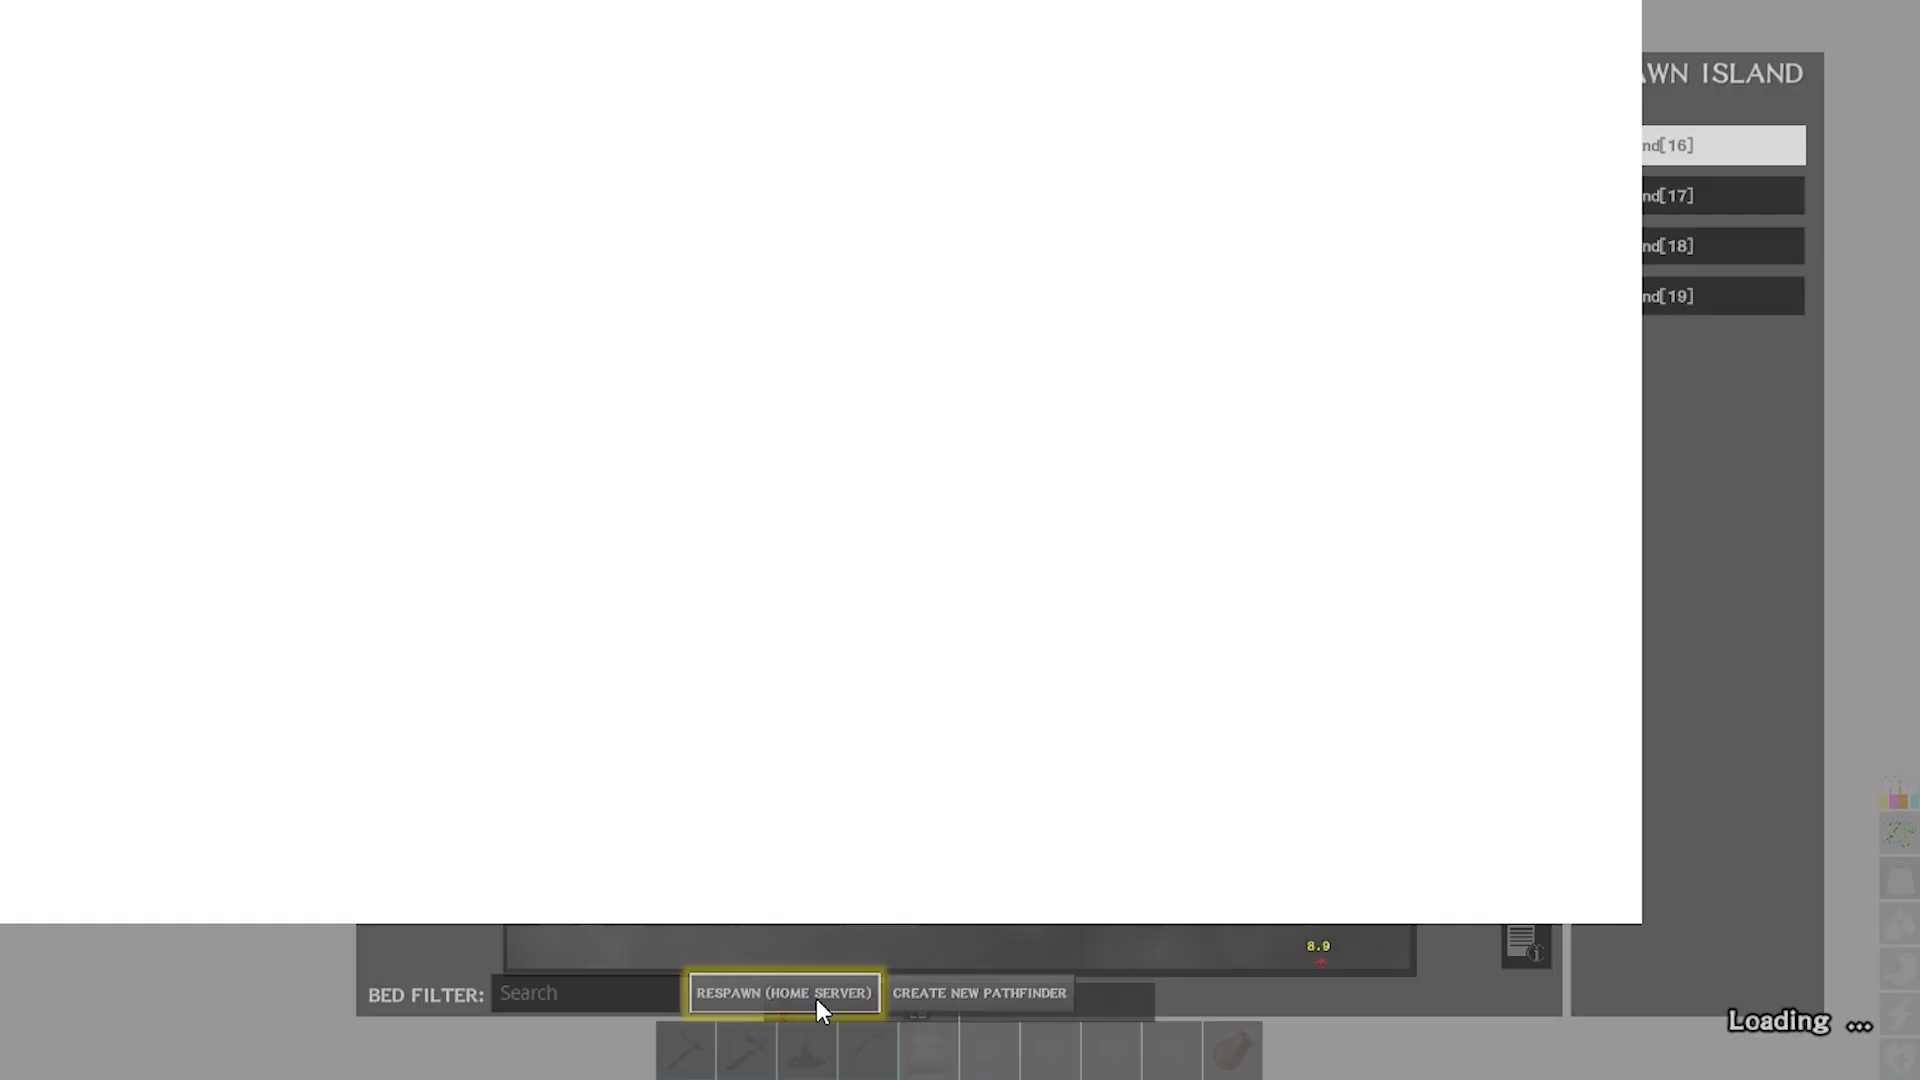 WN ISLAND
nd[16]
nd[17]
nd[18]
nd[19]
8.9
BED FILTER: Search RESPAWN (HOME SERVER) CREATE NEW PATHFINDER
Loading ...